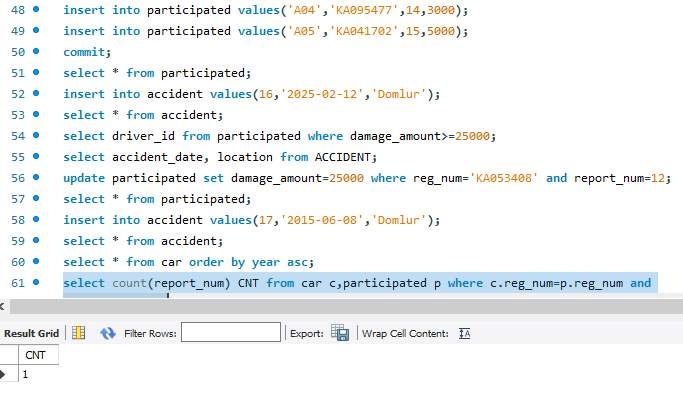 48 insert into participated values('A04','KA095477',14,3000);
49 insert into participated values('A05','KA041702',15,5000);
50 commit;
51 select * from participated;
52 insert into accident values(16,'2025-02-12','Domlur');
53 select * from accident;
54 select driver_id from participated where damage_amount>=25000;
55 select accident_date, location from ACCIDENT;
56 update participated set damage_amount=25000 where reg_num='KA053408' and report_num=12;
57 select * from participated;
58 insert into accident values(17,'2015-06-08','Domlur');
59 select * from accident;
60 select * from car order by year asc;
61 select count(report_num) CNT from car c,participated p where c.reg_num=p.reg_num and
Result Grid Filter Rows: Export: Wrap Cell Content: IA
CNT
1